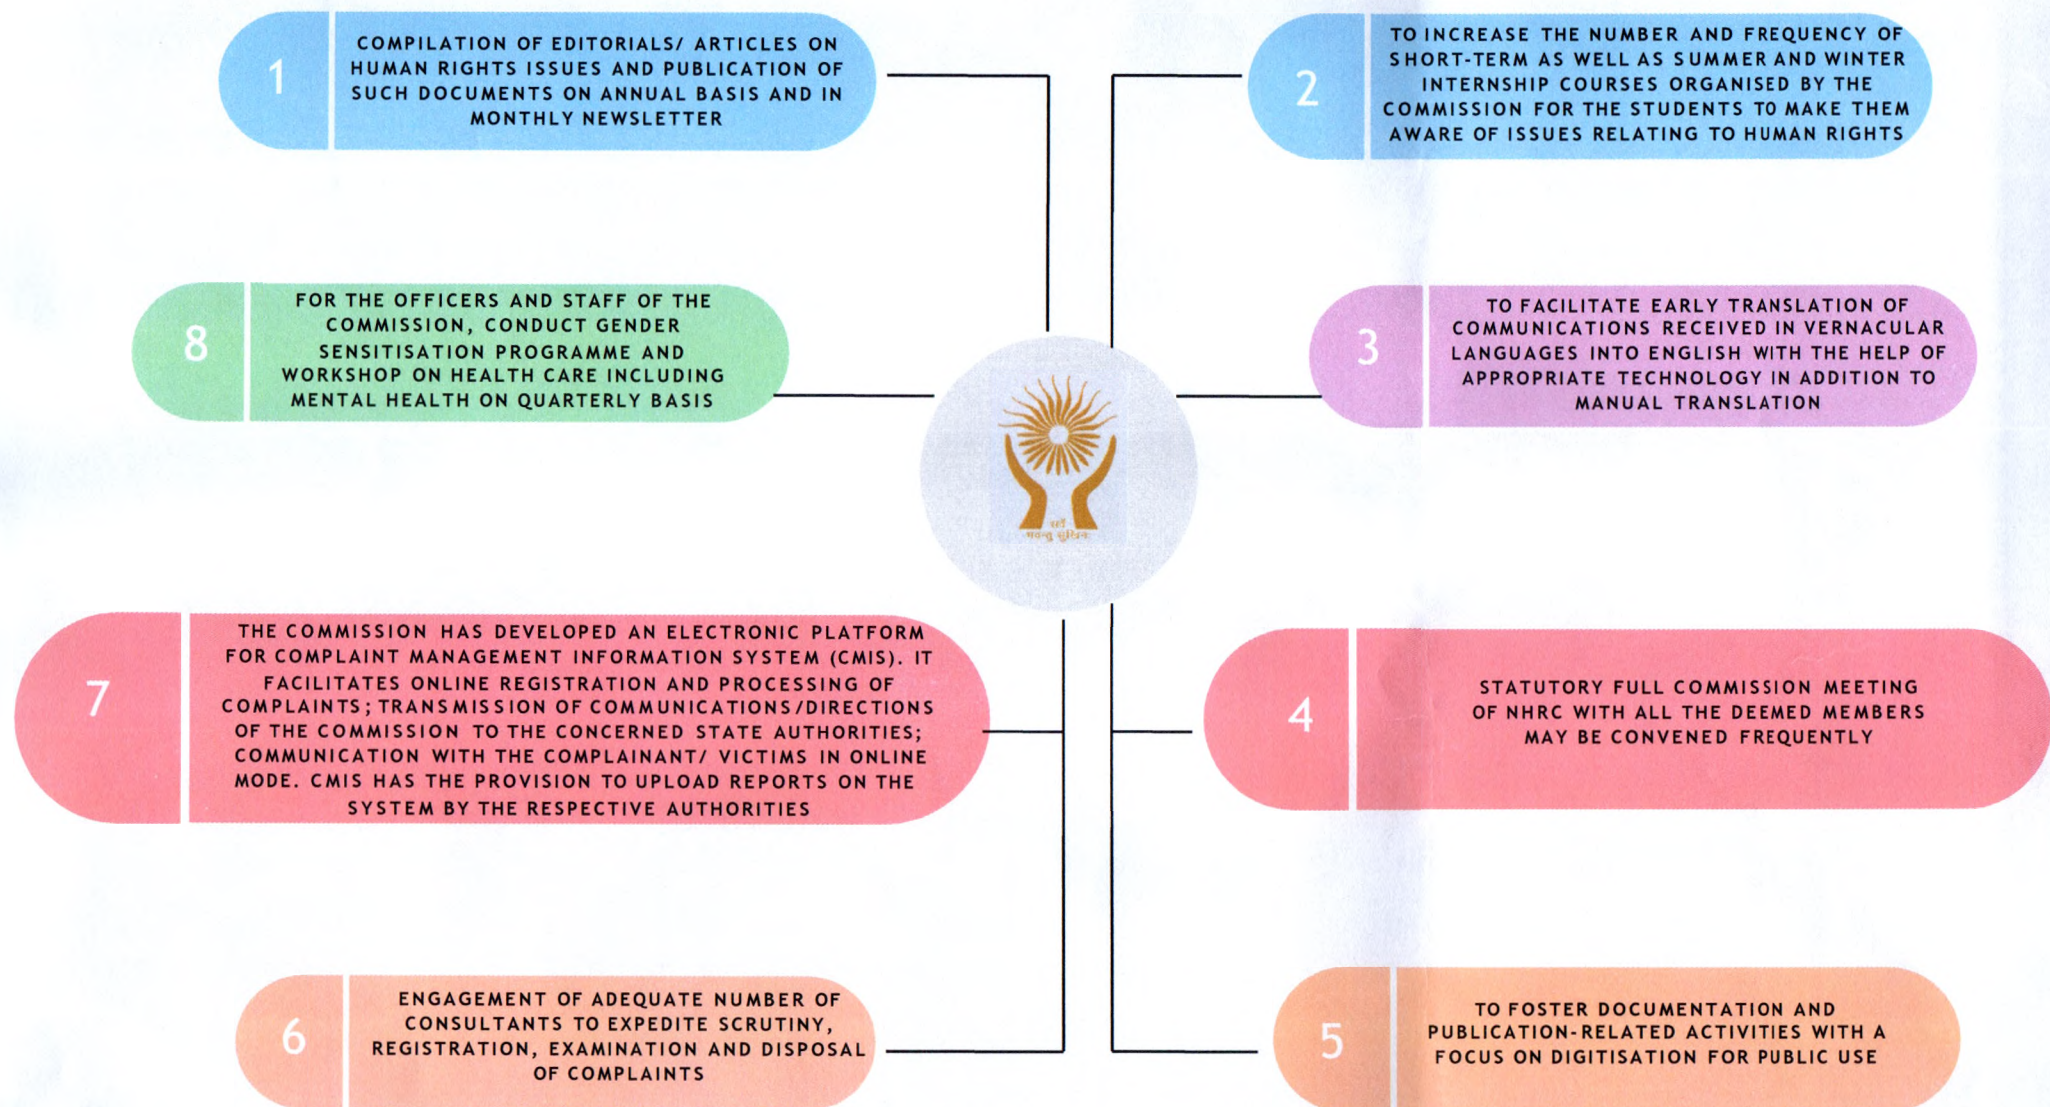 1
COMPILATION OF EDITORIALS/ ARTICLES ON
HUMAN RIGHTS ISSUES AND PUBLICATION OF
SUCH DOCUMENTS ON ANNUAL BASIS AND IN
MONTHLY NEWSLETTER
2
TO INCREASE THE NUMBER AND FREQUENCY OF
SHORT-TERM AS WELL AS SUMMER AND WINTER
INTERNSHIP COURSES ORGANISED BY THE
COMMISSION FOR THE STUDENTS TO MAKE THEM
AWARE OF ISSUES RELATING TO HUMAN RIGHTS
8
FOR THE OFFICERS AND STAFF OF THE
COMMISSION, CONDUCT GENDER
SENSITISATION PROGRAMME AND
WORKSHOP ON HEALTH CARE INCLUDING
MENTAL HEALTH ON QUARTERLY BASIS
3
TO FACILITATE EARLY TRANSLATION OF
COMMUNICATIONS RECEIVED IN VERNACULAR
LANGUAGES INTO ENGLISH WITH THE HELP OF
APPROPRIATE TECHNOLOGY IN ADDITION TO
MANUAL TRANSLATION
सर्वे
भवन्तु सुखिनः
7
THE COMMISSION HAS DEVELOPED AN ELECTRONIC PLATFORM
FOR COMPLAINT MANAGEMENT INFORMATION SYSTEM (CMIS). IT
FACILITATES ONLINE REGISTRATION AND PROCESSING OF
COMPLAINTS; TRANSMISSION OF COMMUNICATIONS/DIRECTIONS
OF THE COMMISSION TO THE CONCERNED STATE AUTHORITIES;
COMMUNICATION WITH THE COMPLAINANT/ VICTIMS IN ONLINE
MODE. CMIS HAS THE PROVISION TO UPLOAD REPORTS ON THE
SYSTEM BY THE RESPECTIVE AUTHORITIES
4
STATUTORY FULL COMMISSION MEETING
OF NHRC WITH ALL THE DEEMED MEMBERS
MAY BE CONVENED FREQUENTLY
6
ENGAGEMENT OF ADEQUATE NUMBER OF
CONSULTANTS TO EXPEDITE SCRUTINY,
REGISTRATION, EXAMINATION AND DISPOSAL
OF COMPLAINTS
5
TO FOSTER DOCUMENTATION AND
PUBLICATION-RELATED ACTIVITIES WITH A
FOCUS ON DIGITISATION FOR PUBLIC USE